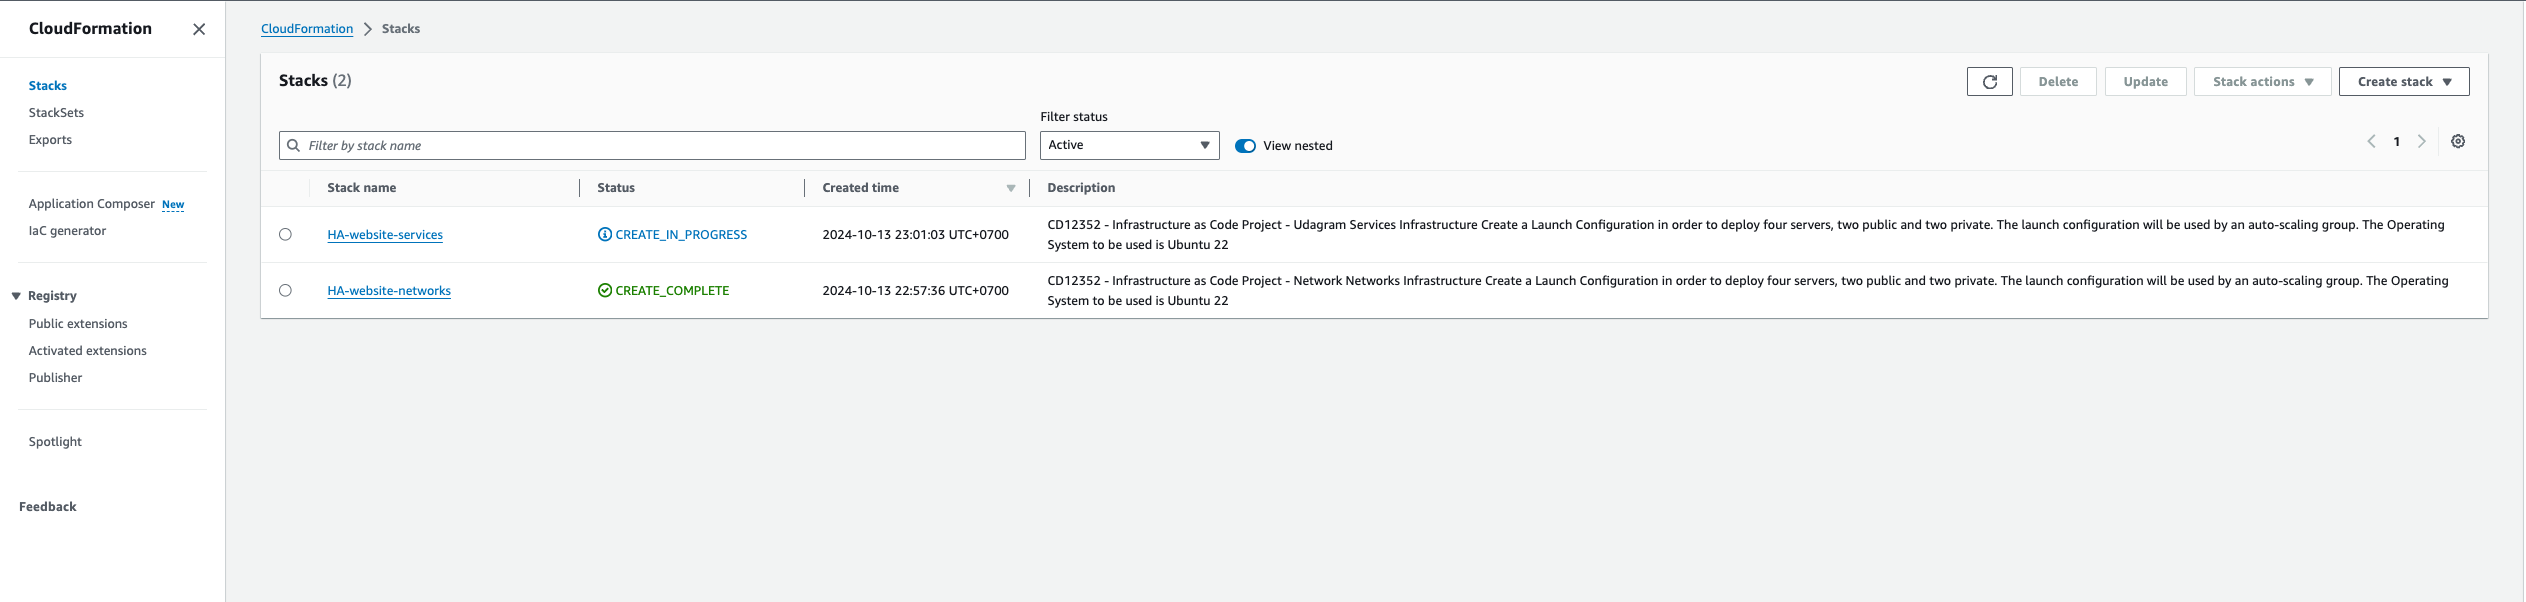 CloudFormation
Stacks
StackSets
Exports
Application Composer New
IaC generator
Registry
Public extensions
Activated extensions
Publisher
Spotlight
Feedback
CloudFormation > Stacks
Stacks (2)
Delete
Update
Stack actions
Create stack
Filter status
Filter by stack name
Active
View nested
1
Stack name
Status
Created time
Description
HA-website-services
CREATE_IN_PROGRESS
2024-10-13 23:01:03 UTC+0700
CD12352 - Infrastructure as Code Project - Udagram Services Infrastructure Create a Launch Configuration in order to deploy four servers, two public and two private. The launch configuration will be used by an auto-scaling group. The Operating
System to be used is Ubuntu 22
HA-website-networks
CREATE_COMPLETE
2024-10-13 22:57:36 UTC+0700
CD12352 - Infrastructure as Code Project - Network Networks Infrastructure Create a Launch Configuration in order to deploy four servers, two public and two private. The launch configuration will be used by an auto-scaling group. The Operating
System to be used is Ubuntu 22